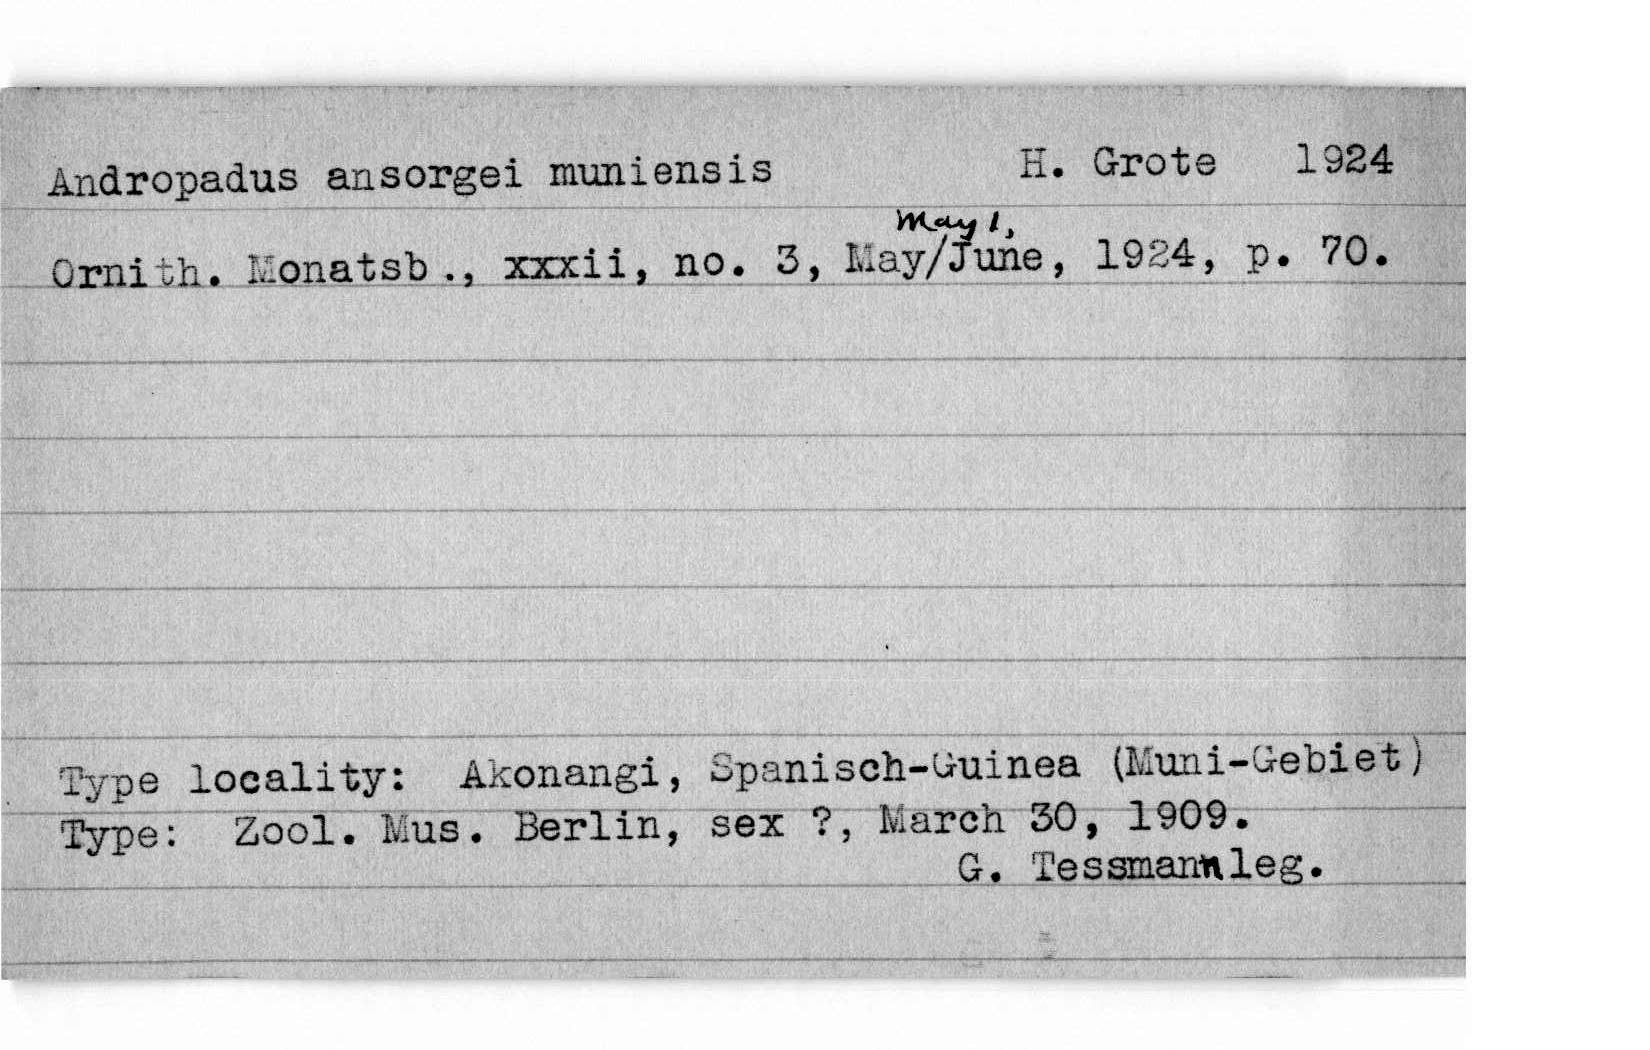 Andropadus ansorgei muniensis H. Grote 1924
May 1,
Ornith. Monatsb., xxxii, no. 3, May/June, 1924, p. 70.
Type locality: Akonangi, Spanisch-Guinea (Muni-Gebiet)
Type: Zool. Mus. Berlin, sex ?, March 30, 1909.
G. Tessmann leg.